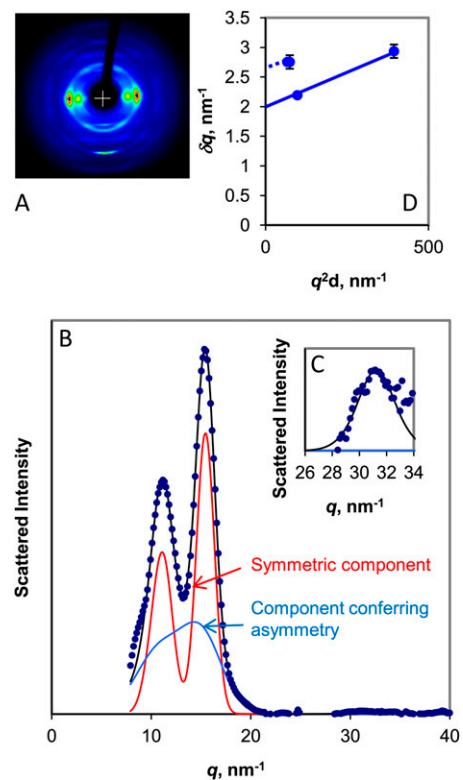 A
3.5
3
2.5
2
1.5
1
0.5
0
δq, nm-1
D
0
500
q²d, nm-1
B
Scattered Intensity
C
Scattered Intensity
26 28 30 32 34
q, nm-1
Symmetric component
Component conferring
asymmetry
0 10 20 30 40
q, nm-1